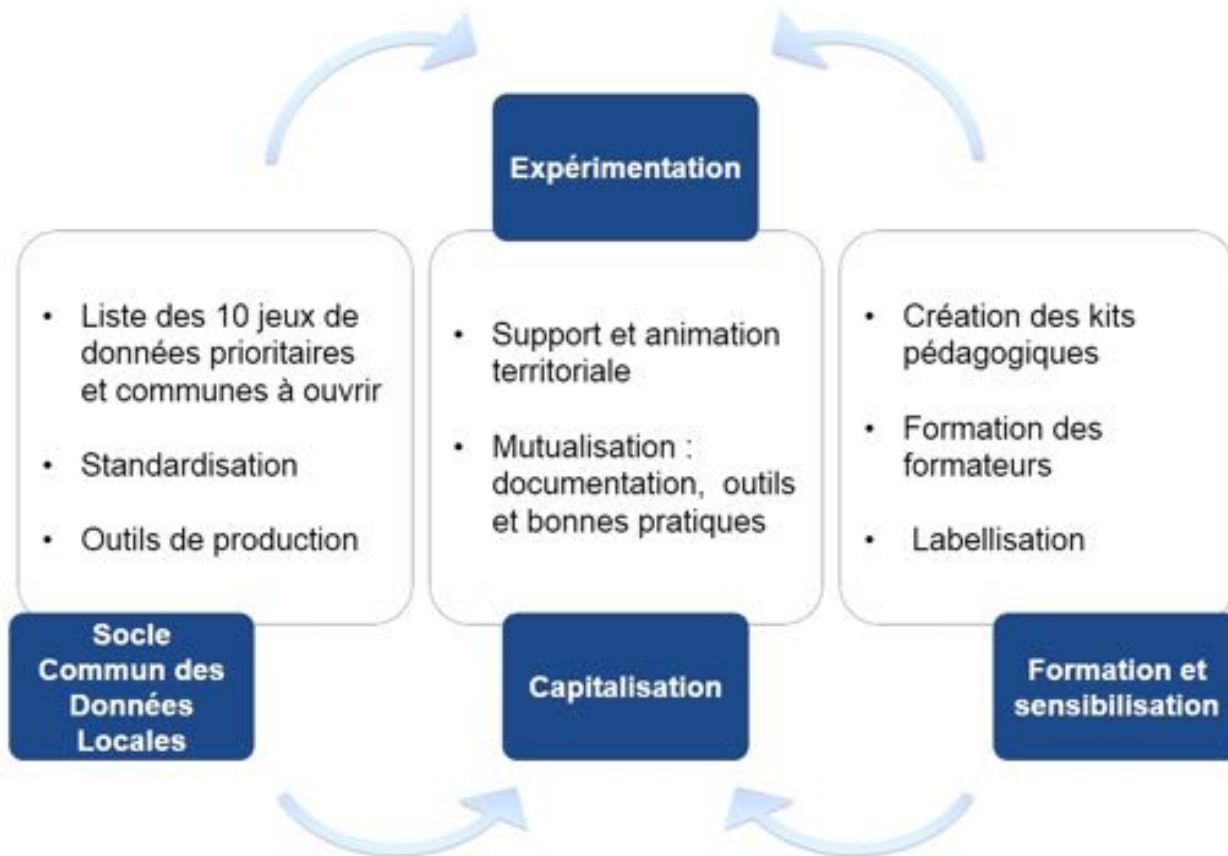 Expérimentation
• Liste des 10 jeux de
données prioritaires
et communes à ouvrir
• Standardisation
• Outils de production
Socle
Commun des
Données
Locales
• Support et animation
territoriale
• Mutualisation :
documentation, outils
et bonnes pratiques
Capitalisation
• Création des kits
pédagogiques
• Formation des
formateurs
• Labellisation
Formation et
sensibilisation